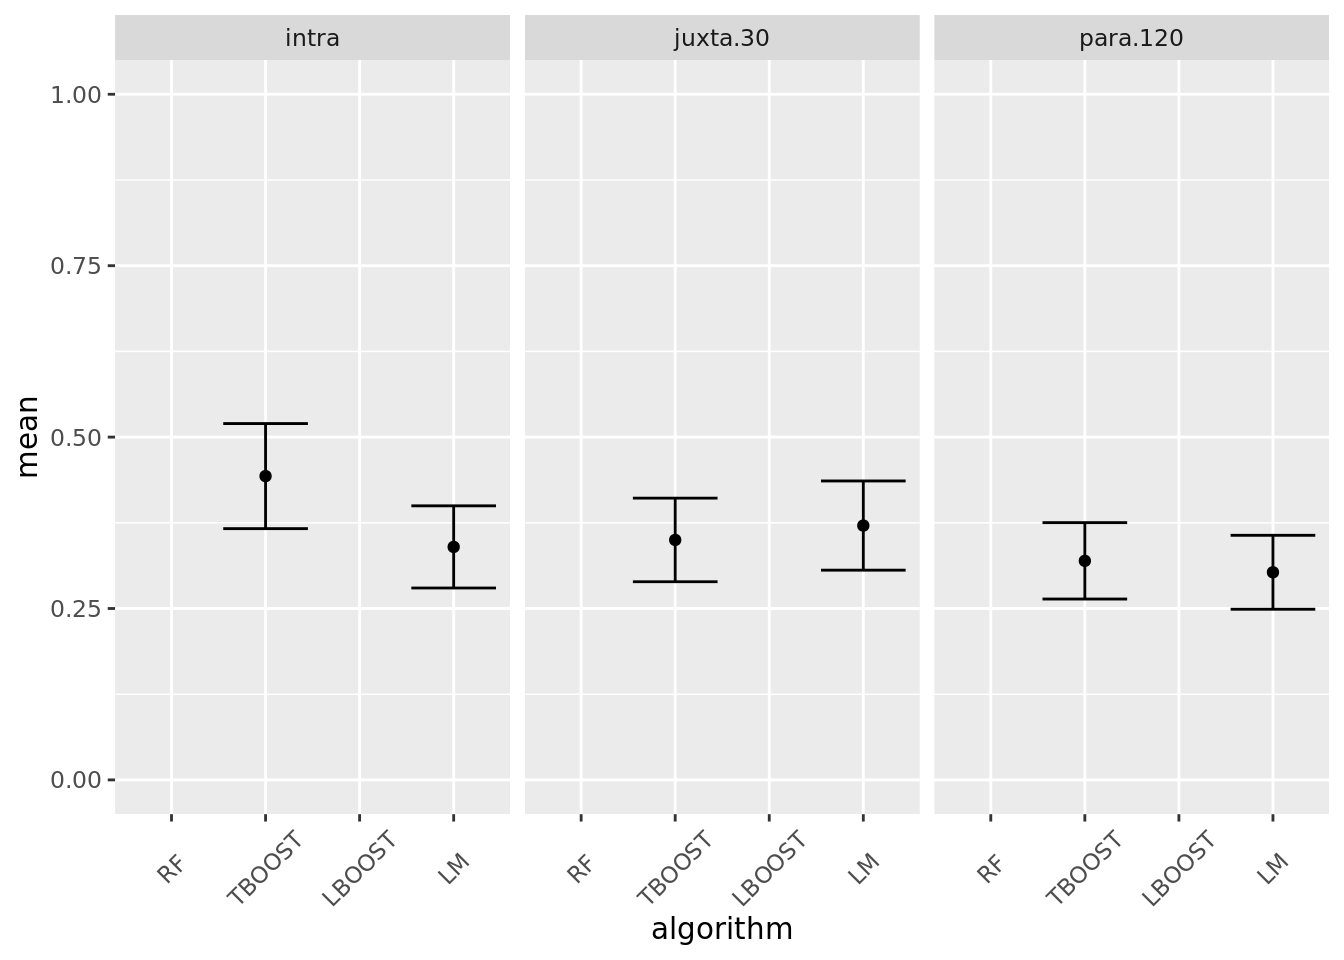 intra juxta.30 para.120
1.00
0.75
0.50
0.25
0.00
mean
RF TBOOST LBOOST LM RF TBOOST LBOOST LM RF TBOOST LBOOST LM
algorithm